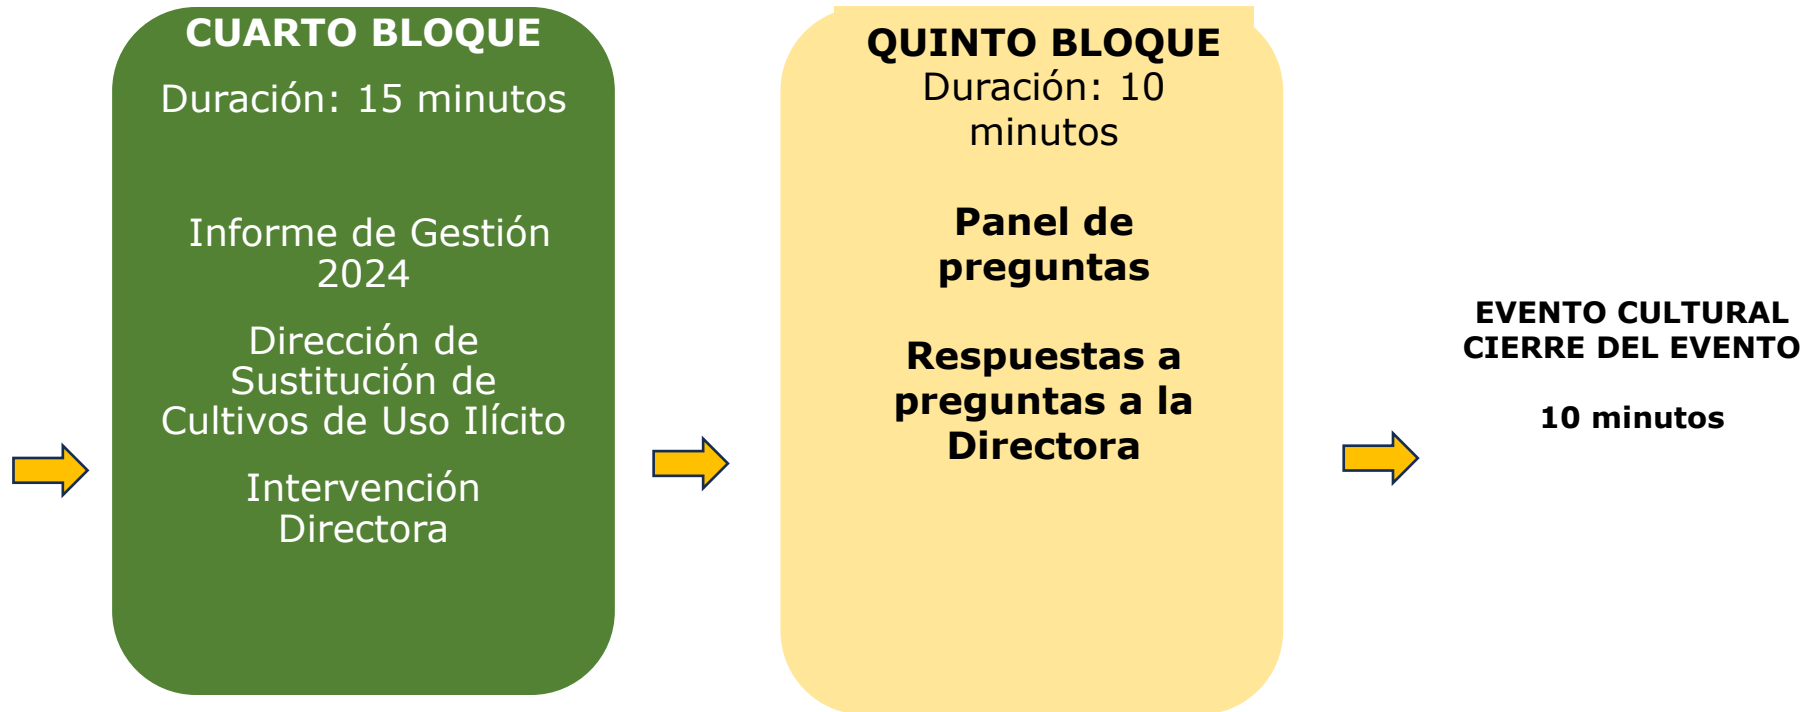 CUARTO BLOQUE
Duración: 15 minutos
Informe de Gestión
2024
Dirección de
Sustitución de
Cultivos de Uso Ilícito
Intervención
Directora
QUINTO BLOQUE
Duración: 10
minutos
Panel de
preguntas
Respuestas a
preguntas a la
Directora
EVENTO CULTURAL
CIERRE DEL EVENTO
10 minutos